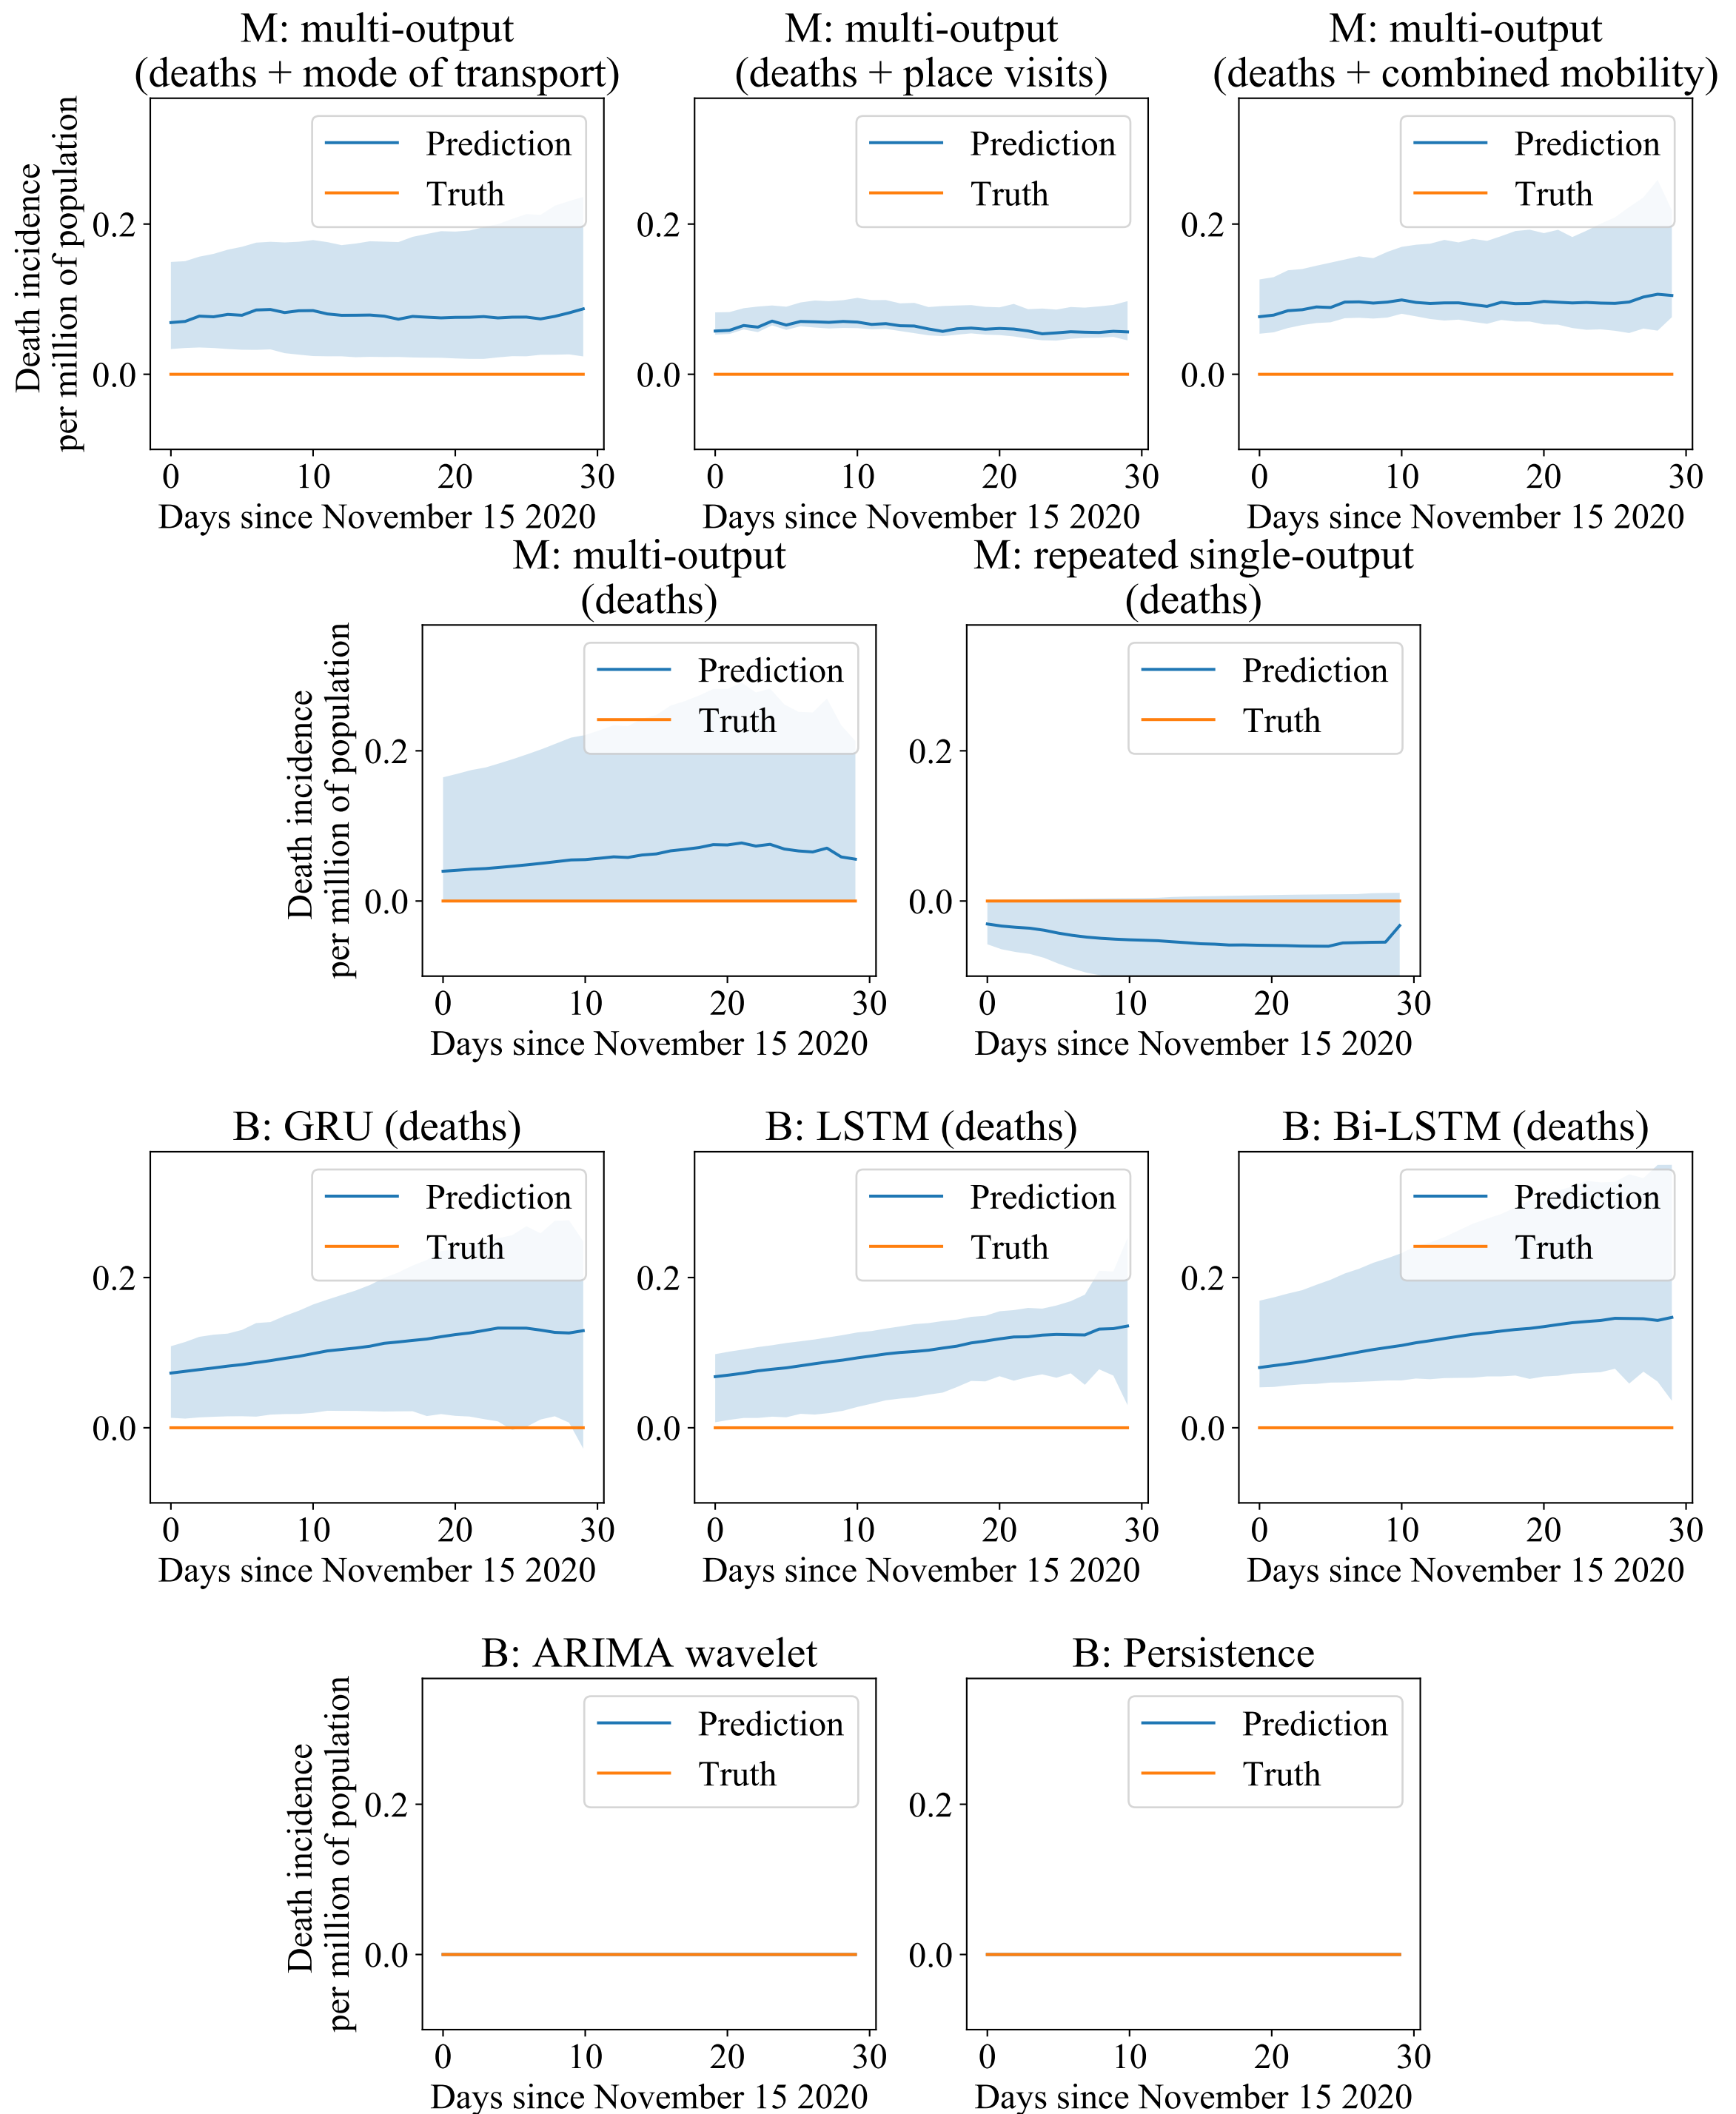 M: multi-output
(deaths + mode of transport)
Death incidence
per million of population
0.2
0.0
Prediction
Truth
0 10 20 30
Days since November 15 2020
M: multi-output
(deaths + place visits)
0.2
0.0
Prediction
Truth
0 10 20 30
Days since November 15 2020
M: multi-output
(deaths + combined mobility)
0.2
0.0
Prediction
Truth
0 10 20 30
Days since November 15 2020
M: multi-output
(deaths)
Death incidence
per million of population
0.2
0.0
Prediction
Truth
0 10 20 30
Days since November 15 2020
M: repeated single-output
(deaths)
0.2
0.0
Prediction
Truth
0 10 20 30
Days since November 15 2020
B: GRU (deaths)
0.2
0.0
Prediction
Truth
0 10 20 30
Days since November 15 2020
B: LSTM (deaths)
0.2
0.0
Prediction
Truth
0 10 20 30
Days since November 15 2020
B: Bi-LSTM (deaths)
0.2
0.0
Prediction
Truth
0 10 20 30
Days since November 15 2020
B: ARIMA wavelet
Death incidence
per million of population
0.2
0.0
Prediction
Truth
0 10 20 30
Days since November 15 2020
B: Persistence
0.2
0.0
Prediction
Truth
0 10 20 30
Days since November 15 2020